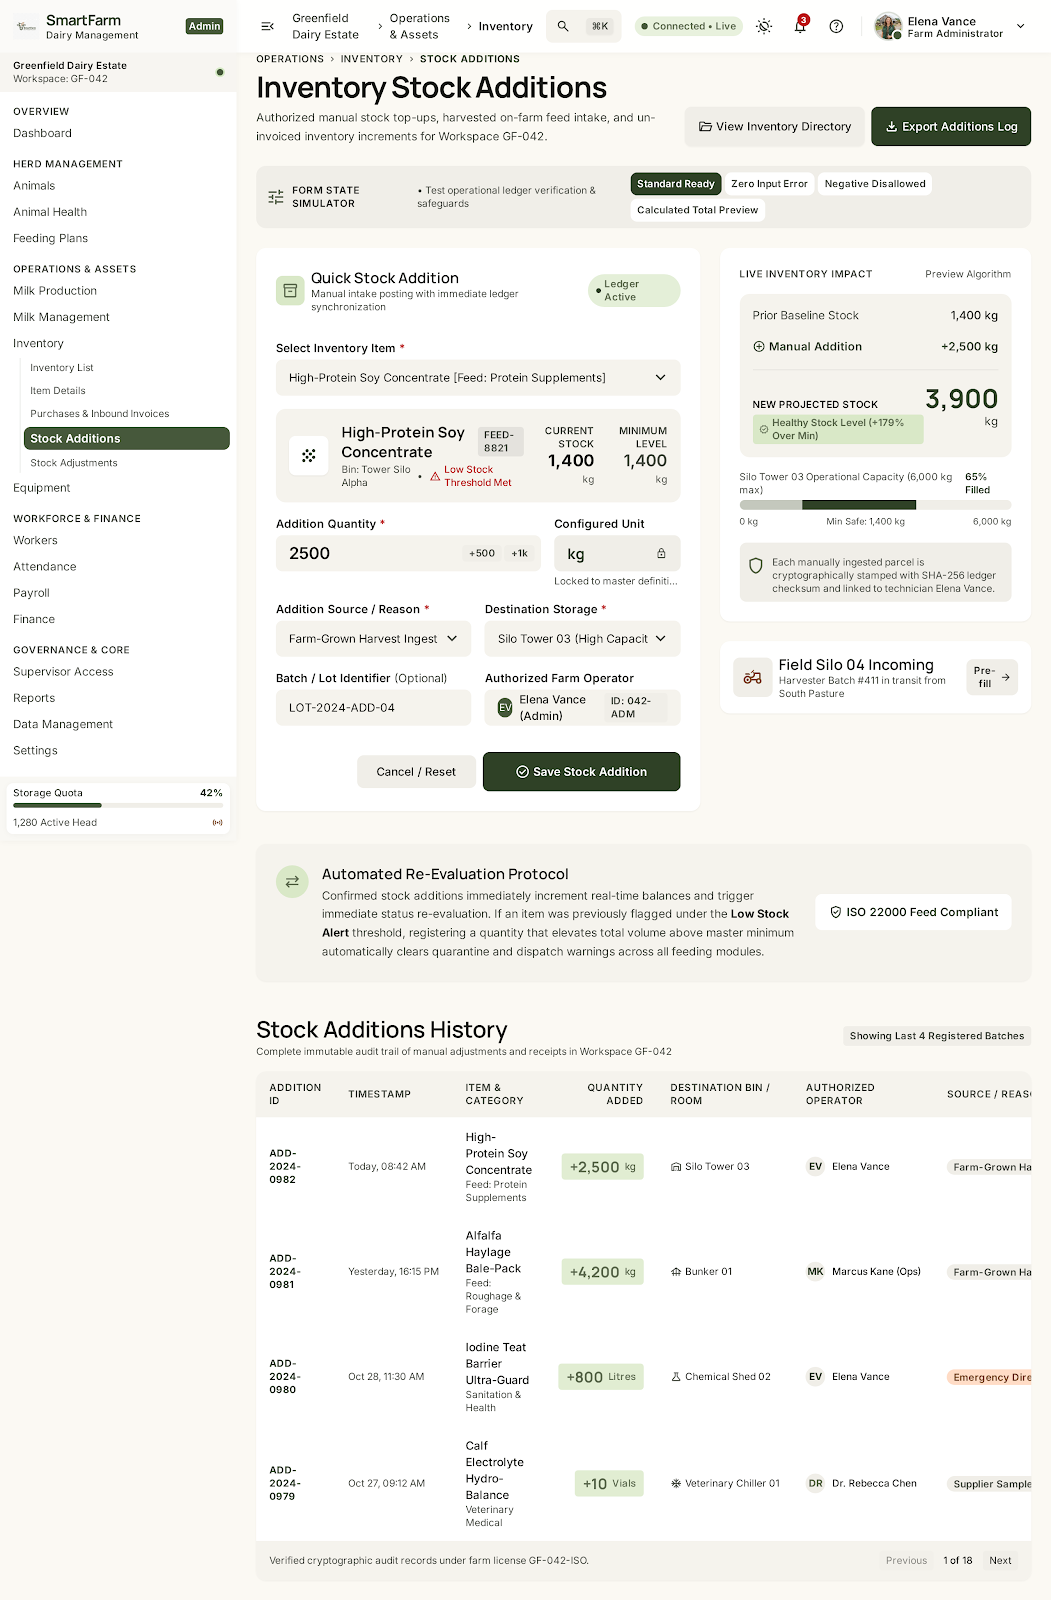 SmartFarm
Dairy Management
Admin
Greenfield Dairy Estate
Workspace: GF-042
OVERVIEW
Dashboard
HERD MANAGEMENT
Animals
Animal Health
Feeding Plans
OPERATIONS & ASSETS
Milk Production
Milk Management
Inventory
Inventory List
Item Details
Purchases & Inbound Invoices
Stock Additions
Stock Adjustments
Equipment
WORKFORCE & FINANCE
Workers
Attendance
Payroll
Finance
GOVERNANCE & CORE
Supervisor Access
Reports
Data Management
Settings
Storage Quota 42%
1,280 Active Head
Greenfield Dairy Estate › Operations & Assets › Inventory
⌘K
Connected • Live
3
Elena Vance
Farm Administrator
OPERATIONS › INVENTORY › STOCK ADDITIONS
Inventory Stock Additions
Authorized manual stock top-ups, harvested on-farm feed intake, and un-
invoiced inventory increments for Workspace GF-042.
View Inventory Directory
Export Additions Log
FORM STATE
SIMULATOR
• Test operational ledger verification &
safeguards
Standard Ready
Zero Input Error
Negative Disallowed
Calculated Total Preview
Quick Stock Addition
Manual intake posting with immediate ledger
synchronization
Ledger
Active
Select Inventory Item *
High-Protein Soy Concentrate [Feed: Protein Supplements]
High-Protein Soy
Concentrate
FEED-
8821
Bin: Tower Silo
Alpha
• Low Stock
Threshold Met
CURRENT
STOCK
1,400
kg
MINIMUM
LEVEL
1,400
kg
Addition Quantity *
2500
+500
+1k
Configured Unit
kg
Locked to master definiti...
Addition Source / Reason *
Farm-Grown Harvest Ingest
Destination Storage *
Silo Tower 03 (High Capacit
Batch / Lot Identifier (Optional)
LOT-2024-ADD-04
Authorized Farm Operator
EV
Elena Vance
(Admin)
ID: 042-
ADM
Cancel / Reset
Save Stock Addition
LIVE INVENTORY IMPACT
Preview Algorithm
Prior Baseline Stock 1,400 kg
Manual Addition +2,500 kg
NEW PROJECTED STOCK
3,900
kg
Healthy Stock Level (+179%
Over Min)
Silo Tower 03 Operational Capacity (6,000 kg
max)
65%
Filled
0 kg Min Safe: 1,400 kg 6,000 kg
Each manually ingested parcel is
cryptographically stamped with SHA-256 ledger
checksum and linked to technician Elena Vance.
Field Silo 04 Incoming
Harvester Batch #411 in transit from
South Pasture
Pre-
fill
Automated Re-Evaluation Protocol
Confirmed stock additions immediately increment real-time balances and trigger
immediate status re-evaluation. If an item was previously flagged under the Low Stock
Alert threshold, registering a quantity that elevates total volume above master minimum
automatically clears quarantine and dispatch warnings across all feeding modules.
ISO 22000 Feed Compliant
Stock Additions History
Complete immutable audit trail of manual adjustments and receipts in Workspace GF-042
Showing Last 4 Registered Batches
ADDITION
ID
TIMESTAMP
ITEM &
CATEGORY
QUANTITY
ADDED
DESTINATION BIN /
ROOM
AUTHORIZED
OPERATOR
SOURCE / REASO
ADD-
2024-
0982
Today, 08:42 AM
High-
Protein Soy
Concentrate
Feed: Protein
Supplements
+2,500 kg
Silo Tower 03
EV Elena Vance
Farm-Grown Ha
ADD-
2024-
0981
Yesterday, 16:15 PM
Alfalfa
Haylage
Bale-Pack
Feed:
Roughage &
Forage
+4,200 kg
Bunker 01
MK Marcus Kane (Ops)
Farm-Grown Ha
ADD-
2024-
0980
Oct 28, 11:30 AM
Iodine Teat
Barrier
Ultra-Guard
Sanitation &
Health
+800 Litres
Chemical Shed 02
EV Elena Vance
Emergency Dire
ADD-
2024-
0979
Oct 27, 09:12 AM
Calf
Electrolyte
Hydro-
Balance
Veterinary
Medical
+10 Vials
Veterinary Chiller 01
DR Dr. Rebecca Chen
Supplier Sample
Verified cryptographic audit records under farm license GF-042-ISO.
Previous 1 of 18 Next